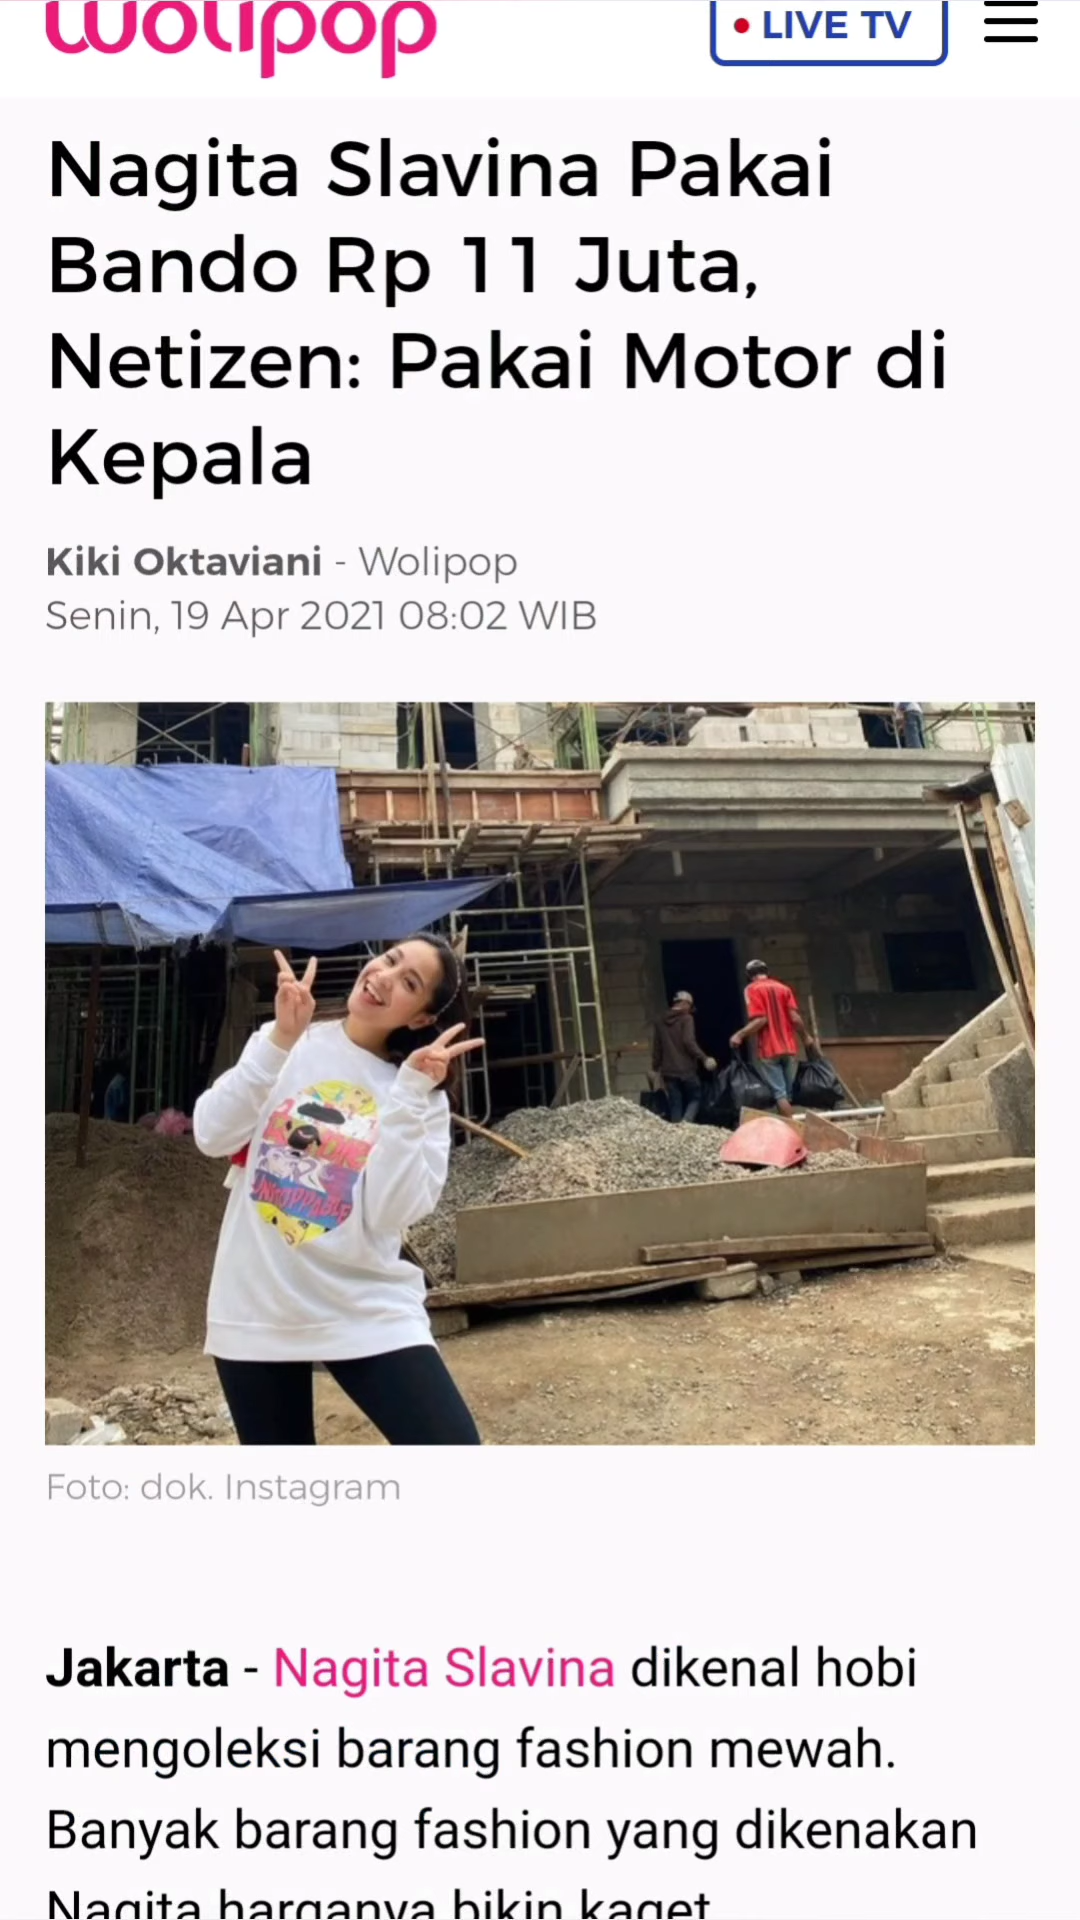 wolipop
LIVE TV
Nagita Slavina Pakai
Bando Rp 11 Juta,
Netizen: Pakai Motor di
Kepala
Kiki Oktaviani - Wolipop
Senin, 19 Apr 2021 08:02 WIB
UNSTOPPABLE
Foto: dok. Instagram
Jakarta - Nagita Slavina dikenal hobi
mengoleksi barang fashion mewah.
Banyak barang fashion yang dikenakan
Nagita harganya bikin kaget